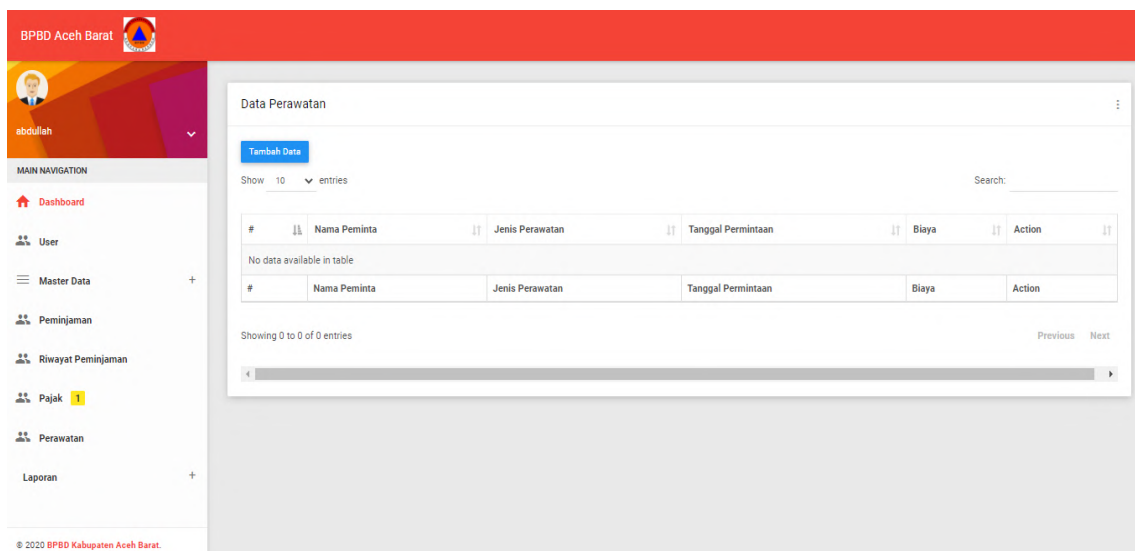 BPBD Aceh Barat
abdullah
MAIN NAVIGATION
Dashboard
User
Master Data +
Peminjaman
Riwayat Peminjaman
Pajak 1
Perawatan
Laporan +
© 2020 BPBD Kabupaten Aceh Barat.
Data Perawatan
Tambah Data
Show 10 entries Search:
# Nama Peminta Jenis Perawatan Tanggal Permintaan Biaya Action
No data available in table
# Nama Peminta Jenis Perawatan Tanggal Permintaan Biaya Action
Showing 0 to 0 of 0 entries Previous Next